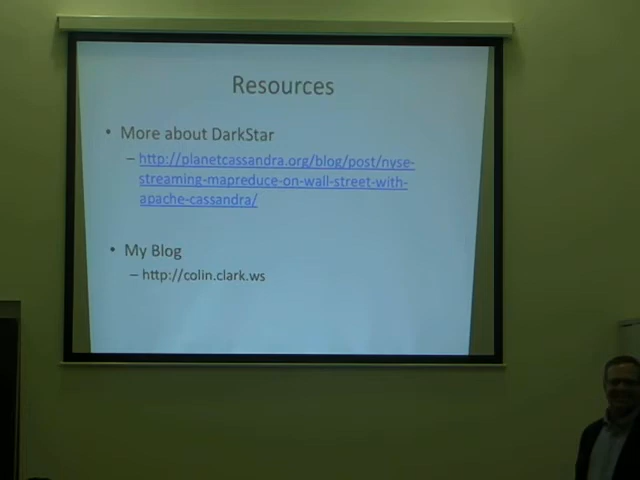 Resources
• More about DarkStar
– http://planetcassandra.org/blog/post/nyse-
streaming-mapreduce-on-wall-street-with-
apache-cassandra/
• My Blog
– http://colin.clark.ws